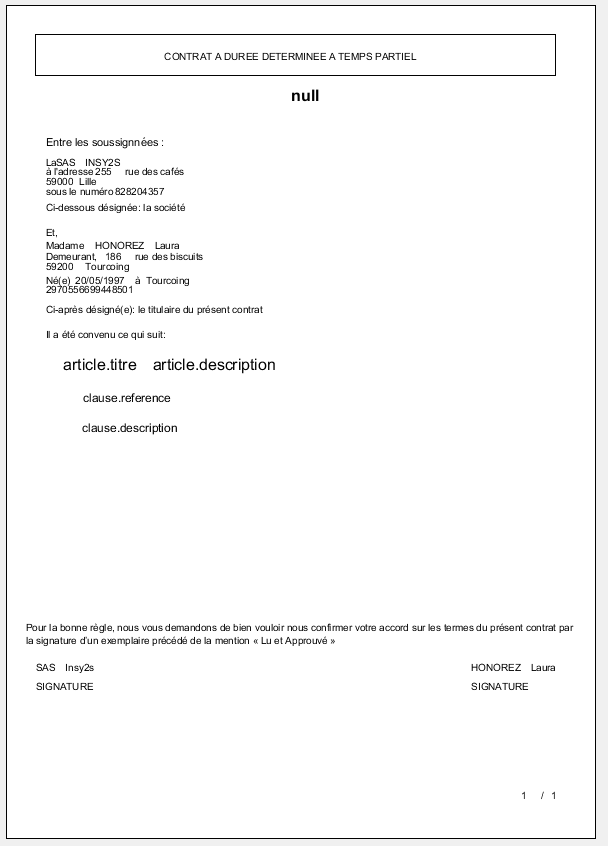 CONTRAT A DUREE DETERMINEE A TEMPS PARTIEL
null
Entre les soussignnées :
LaSAS INSY2S
à l'adresse 255 rue des cafés
59000 Lille
sous le numéro 828204357
Ci-dessous désignée: la société
Et,
Madame HONOREZ Laura
Demeurant, 186 rue des biscuits
59200 Tourcoing
Né(e) 20/05/1997 à Tourcoing
2970556699448501
Ci-après désigné(e): le titulaire du présent contrat
Il a été convenu ce qui suit:
article.titre article.description
clause.reference
clause.description
Pour la bonne règle, nous vous demandons de bien vouloir nous confirmer votre accord sur les termes du présent contrat par
la signature d'un exemplaire précédé de la mention « Lu et Approuvé »
SAS Insy2s HONOREZ Laura
SIGNATURE SIGNATURE
1 / 1